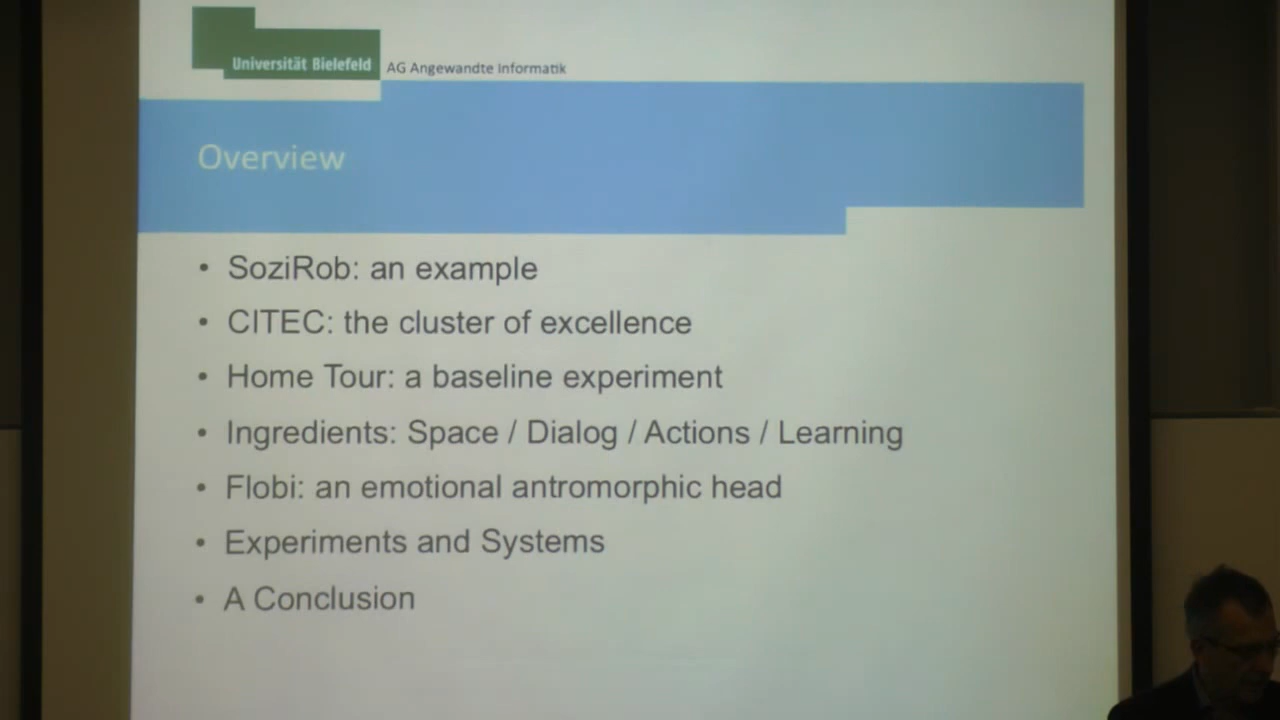 Universität Bielefeld AG Angewandte Informatik
Overview
• SoziRob: an example
• CITEC: the cluster of excellence
• Home Tour: a baseline experiment
• Ingredients: Space / Dialog / Actions / Learning
• Flobi: an emotional antromorphic head
• Experiments and Systems
• A Conclusion